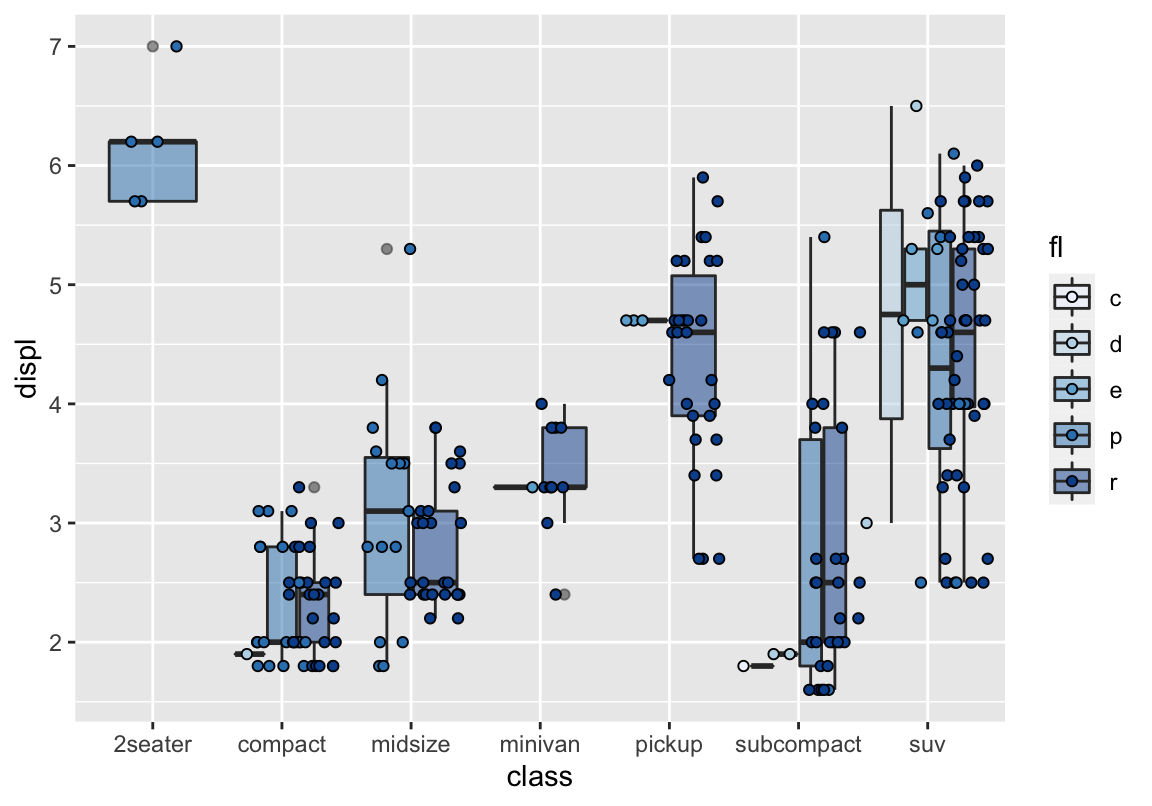 7
6
5
4
3
2
displ
2seater compact midsize minivan pickup subcompact suv
class
fl
c
d
e
p
r